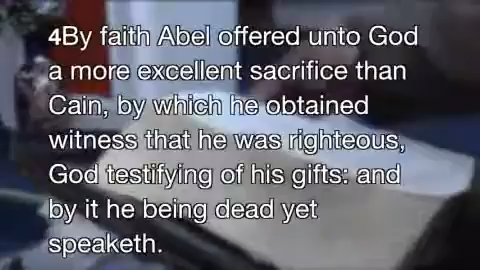 4By faith Abel offered unto God
a more excellent sacrifice than
Cain, by which he obtained
witness that he was righteous,
God testifying of his gifts: and
by it he being dead yet
speaketh.